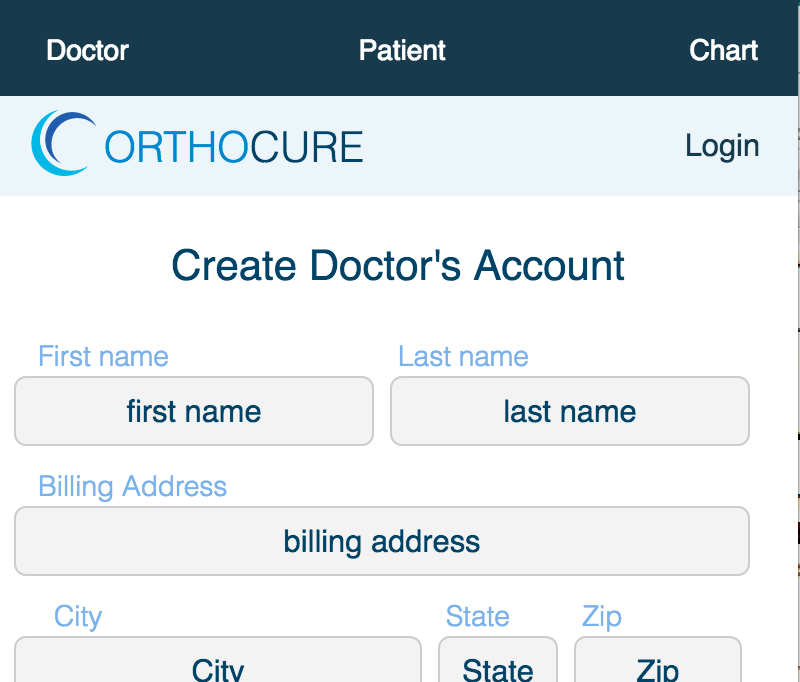 Doctor Patient Chart
ORTHOCURE Login
Create Doctor's Account
First name Last name
first name last name
Billing Address
billing address
City State Zip
City State Zip